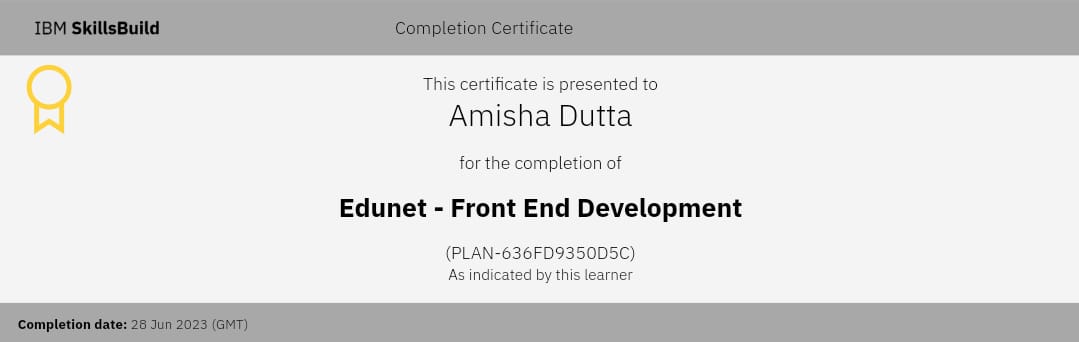 IBM SkillsBuild
Completion Certificate
This certificate is presented to
Amisha Dutta
for the completion of
Edunet - Front End Development
(PLAN-636FD9350D5C)
As indicated by this learner
Completion date: 28 Jun 2023 (GMT)